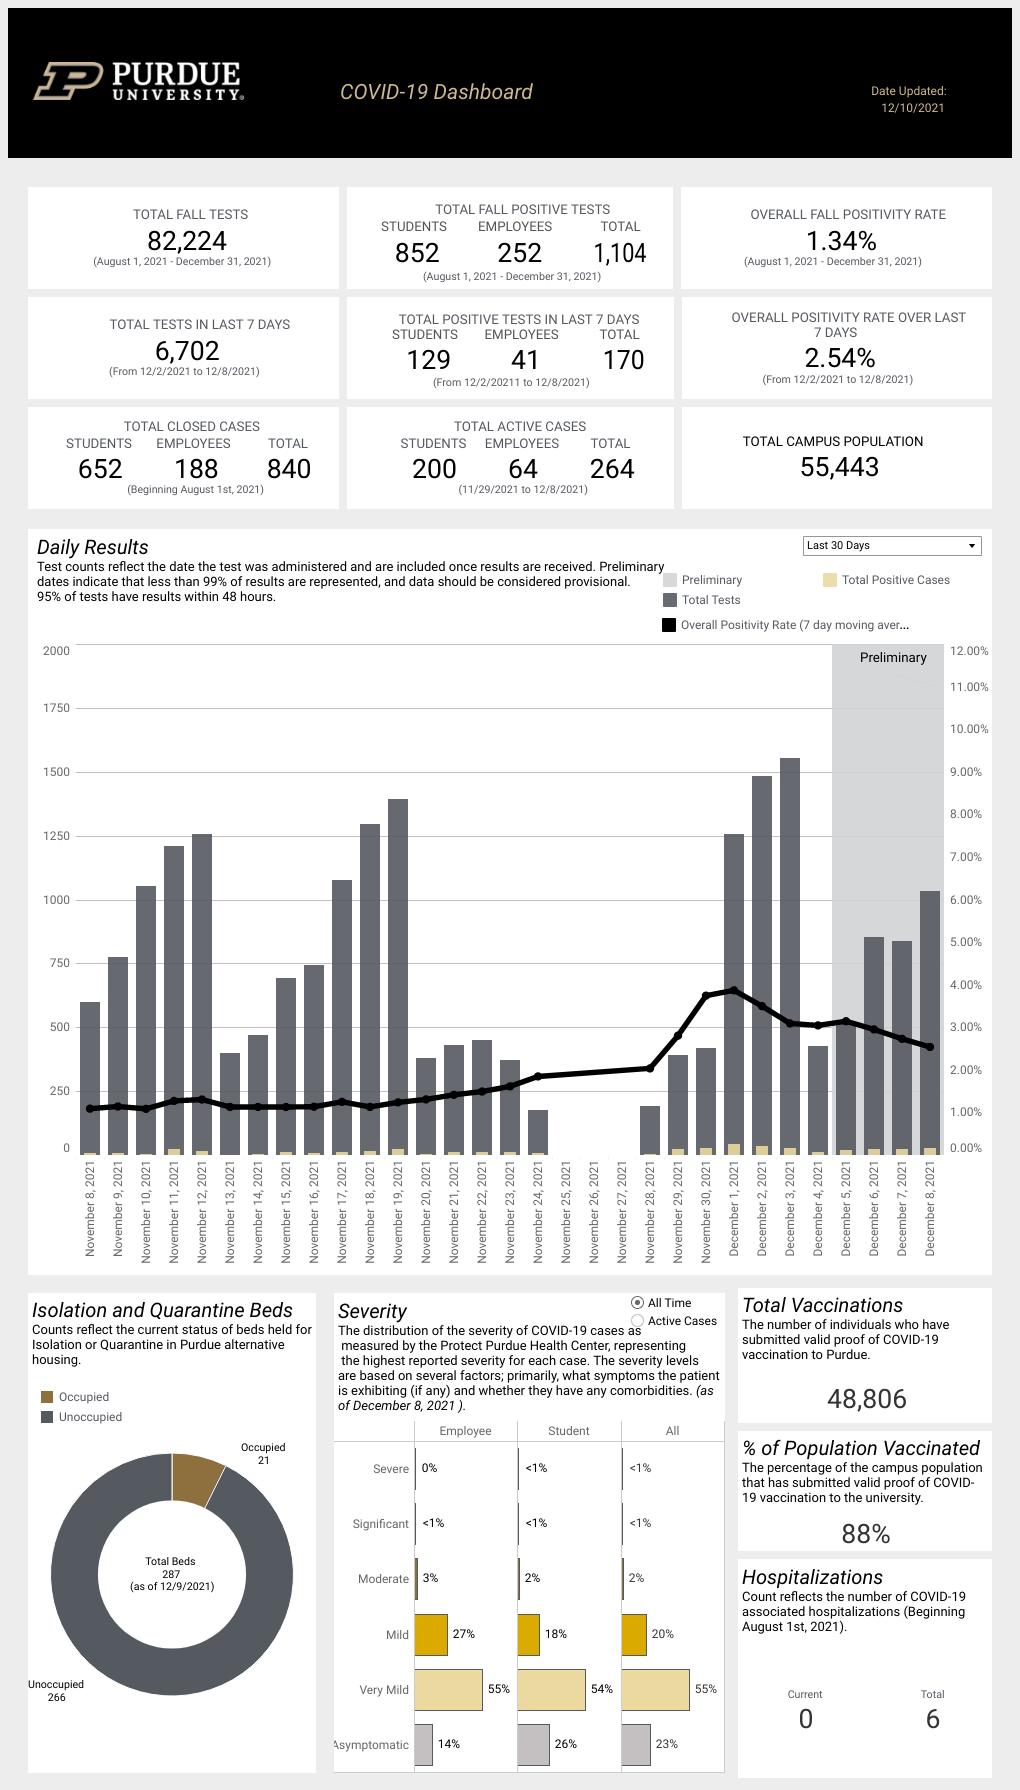 PURDUE
UNIVERSITY®
COVID-19 Dashboard
Date Updated:
12/10/2021
TOTAL FALL TESTS
82,224
(August 1, 2021 - December 31, 2021)
TOTAL FALL POSITIVE TESTS
STUDENTS EMPLOYEES TOTAL
852 252 1,104
(August 1, 2021 - December 31, 2021)
OVERALL FALL POSITIVITY RATE
1.34%
(August 1, 2021 - December 31, 2021)
TOTAL TESTS IN LAST 7 DAYS
6,702
(From 12/2/2021 to 12/8/2021)
TOTAL POSITIVE TESTS IN LAST 7 DAYS
STUDENTS EMPLOYEES TOTAL
129 41 170
(From 12/2/20211 to 12/8/2021)
OVERALL POSITIVITY RATE OVER LAST
7 DAYS
2.54%
(From 12/2/2021 to 12/8/2021)
TOTAL CLOSED CASES
STUDENTS EMPLOYEES TOTAL
652 188 840
(Beginning August 1st, 2021)
TOTAL ACTIVE CASES
STUDENTS EMPLOYEES TOTAL
200 64 264
(11/29/2021 to 12/8/2021)
TOTAL CAMPUS POPULATION
55,443
Daily Results
Last 30 Days
Test counts reflect the date the test was administered and are included once results are received. Preliminary
dates indicate that less than 99% of results are represented, and data should be considered provisional.
95% of tests have results within 48 hours.
Preliminary
Total Positive Cases
Total Tests
Overall Positivity Rate (7 day moving aver...
Preliminary
2000
1750
1500
1250
1000
750
500
250
0
12.00%
11.00%
10.00%
9.00%
8.00%
7.00%
6.00%
5.00%
4.00%
3.00%
2.00%
1.00%
0.00%
November 8, 2021
November 9, 2021
November 10, 2021
November 11, 2021
November 12, 2021
November 13, 2021
November 14, 2021
November 15, 2021
November 16, 2021
November 17, 2021
November 18, 2021
November 19, 2021
November 20, 2021
November 21, 2021
November 22, 2021
November 23, 2021
November 24, 2021
November 25, 2021
November 26, 2021
November 27, 2021
November 28, 2021
November 29, 2021
November 30, 2021
December 1, 2021
December 2, 2021
December 3, 2021
December 4, 2021
December 5, 2021
December 6, 2021
December 7, 2021
December 8, 2021
Isolation and Quarantine Beds
Counts reflect the current status of beds held for
Isolation or Quarantine in Purdue alternative
housing.
Occupied
Unoccupied
Occupied
21
Total Beds
287
(as of 12/9/2021)
Unoccupied
266
Severity
All Time
Active Cases
The distribution of the severity of COVID-19 cases as
measured by the Protect Purdue Health Center, representing
the highest reported severity for each case. The severity levels
are based on several factors; primarily, what symptoms the patient
is exhibiting (if any) and whether they have any comorbidities. (as
of December 8, 2021 ).
Employee Student All
Severe 0% <1% <1%
Significant <1% <1% <1%
Moderate 3% 2% 2%
Mild 27% 18% 20%
Very Mild 55% 54% 55%
Asymptomatic 14% 26% 23%
Total Vaccinations
The number of individuals who have
submitted valid proof of COVID-19
vaccination to Purdue.
48,806
% of Population Vaccinated
The percentage of the campus population
that has submitted valid proof of COVID-
19 vaccination to the university.
88%
Hospitalizations
Count reflects the number of COVID-19
associated hospitalizations (Beginning
August 1st, 2021).
Current Total
0 6